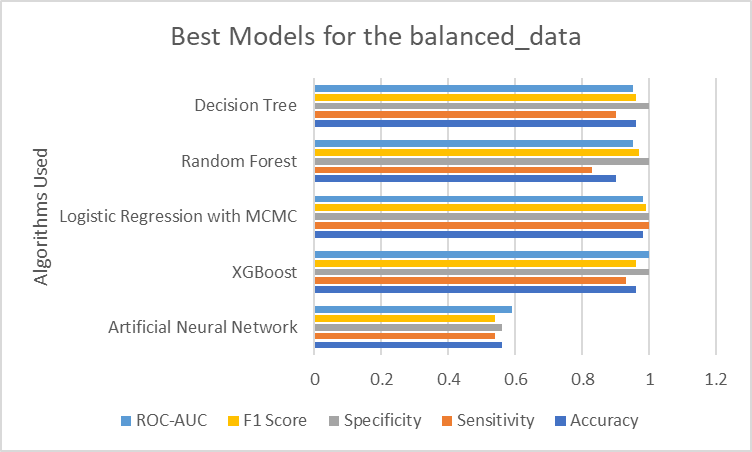 Best Models for the balanced_data
Algorithms Used
Decision Tree
Random Forest
Logistic Regression with MCMC
XGBoost
Artificial Neural Network
0 0.2 0.4 0.6 0.8 1 1.2
ROC-AUC F1 Score Specificity Sensitivity Accuracy